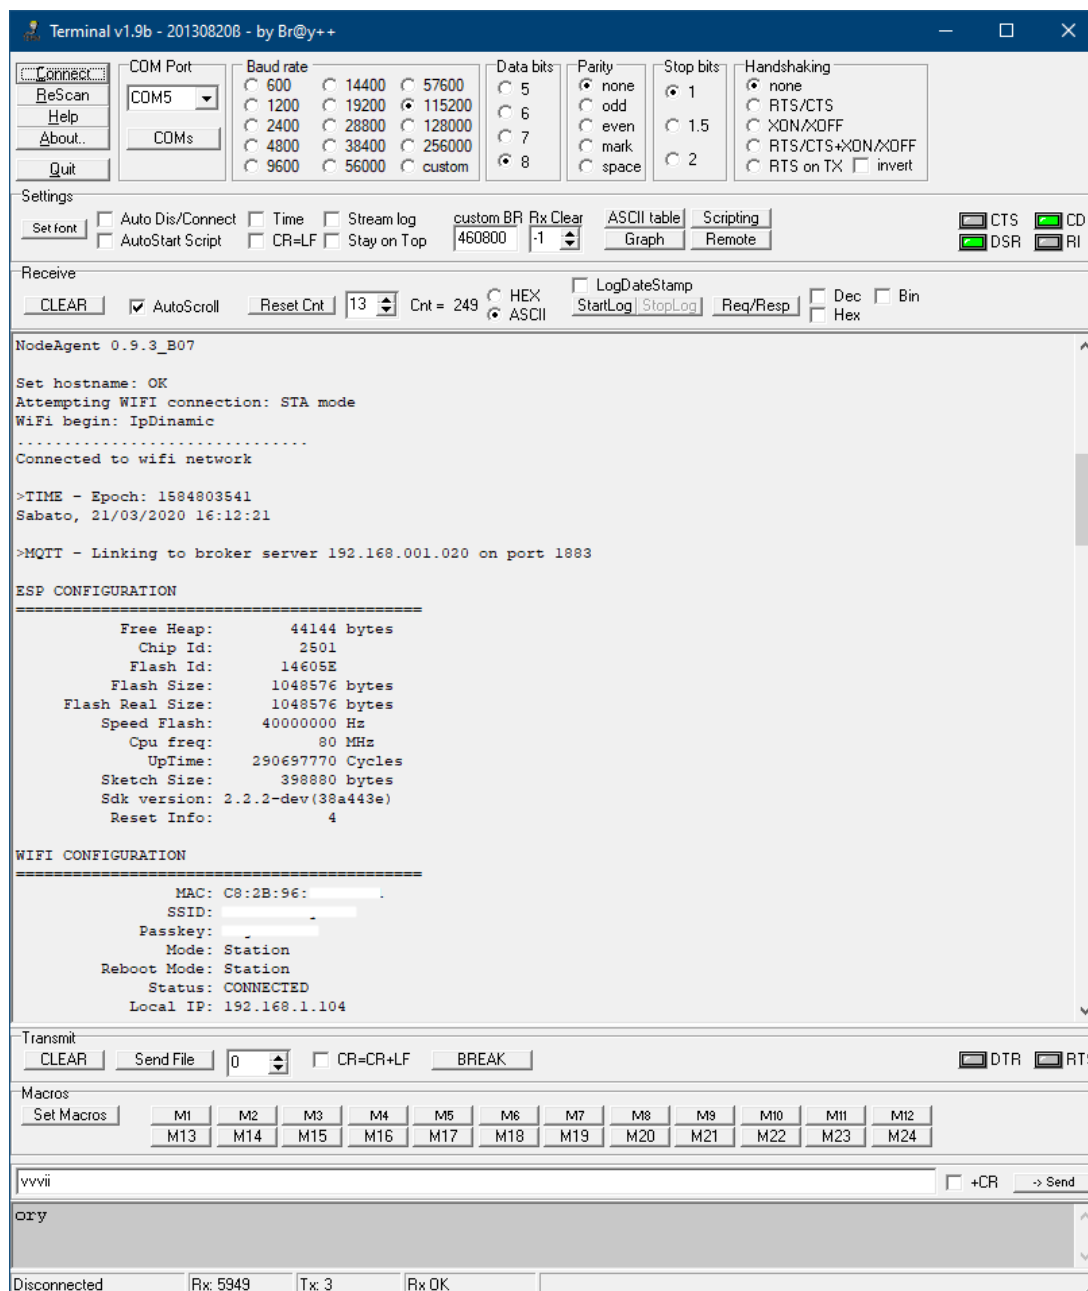 Terminal v1.9b - 20130820ß - by Br@y++
Connect
ReScan
Help
About..
Quit
COM Port
COM5
COMs
Baud rate
600 14400 57600
1200 19200 115200
2400 28800 128000
4800 38400 256000
9600 56000 custom
Data bits
5
6
7
8
Parity
none
odd
even
mark
space
Stop bits
1
1.5
2
Handshaking
none
RTS/CTS
XON/XOFF
RTS/CTS+XON/XOFF
RTS on TX invert
Settings
Set font
Auto Dis/Connect Time Stream log
AutoStart Script CR=LF Stay on Top
custom BR Rx Clear
460800 -1
ASCII table Scripting
Graph Remote
CTS CD
DSR RI
Receive
CLEAR AutoScroll Reset Cnt 13 Cnt = 249
HEX
ASCII
LogDateStamp
StartLog StopLog Req/Resp
Dec Bin
Hex
NodeAgent 0.9.3_B07
Set hostname: OK
Attempting WIFI connection: STA mode
WiFi begin: IpDinamic
...............................
Connected to wifi network
>TIME - Epoch: 1584803541
Sabato, 21/03/2020 16:12:21
>MQTT - Linking to broker server 192.168.001.020 on port 1883
ESP CONFIGURATION
===========================================
Free Heap: 44144 bytes
Chip Id: 2501
Flash Id: 14605E
Flash Size: 1048576 bytes
Flash Real Size: 1048576 bytes
Speed Flash: 40000000 Hz
Cpu freq: 80 MHz
UpTime: 290697770 Cycles
Sketch Size: 398880 bytes
Sdk version: 2.2.2-dev(38a443e)
Reset Info: 4
WIFI CONFIGURATION
===========================================
MAC: C8:2B:96:
SSID:
Passkey:
Mode: Station
Reboot Mode: Station
Status: CONNECTED
Local IP: 192.168.1.104
Transmit
CLEAR Send File 0 CR=CR+LF BREAK
DTR RTS
Macros
Set Macros
M1 M2 M3 M4 M5 M6 M7 M8 M9 M10 M11 M12
M13 M14 M15 M16 M17 M18 M19 M20 M21 M22 M23 M24
vvvii
+CR -> Send
ory
Disconnected Rx: 5949 Tx: 3 Rx OK